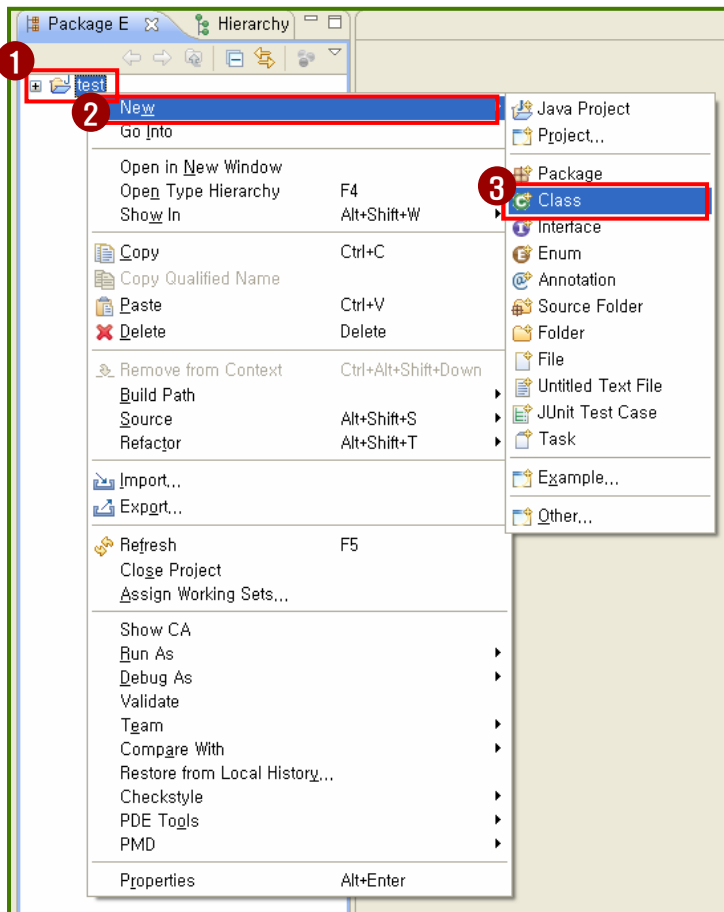 Package E Hierarchy
1
test
2
New
Go Into
Open in New Window
Open Type Hierarchy F4
Show In Alt+Shift+W
Copy Ctrl+C
Copy Qualified Name
Paste Ctrl+V
Delete Delete
Remove from Context Ctrl+Alt+Shift+Down
Build Path
Source Alt+Shift+S
Refactor Alt+Shift+T
Import...
Export...
Refresh F5
Close Project
Assign Working Sets...
Show CA
Run As
Debug As
Validate
Team
Compare With
Restore from Local History...
Checkstyle
PDE Tools
PMD
Properties Alt+Enter
Java Project
Project...
Package
3
Class
Interface
Enum
Annotation
Source Folder
Folder
File
Untitled Text File
JUnit Test Case
Task
Example...
Other...